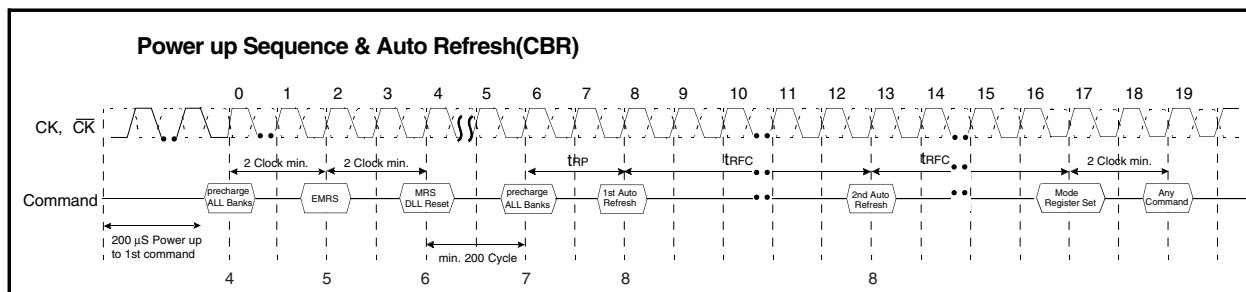 Power up Sequence & Auto Refresh(CBR)
0 1 2 3 4 5 6 7 8 9 10 11 12 13 14 15 16 17 18 19
CK, CK
2 Clock min. 2 Clock min. tRP tRFC tRFC 2 Clock min.
Command
precharge
ALL Banks
EMRS
MRS
DLL Reset
precharge
ALL Banks
1st Auto
Refresh
2nd Auto
Refresh
Mode
Register Set
Any
Command
200 µS Power up
to 1st command
min. 200 Cycle
4 5 6 7 8 8